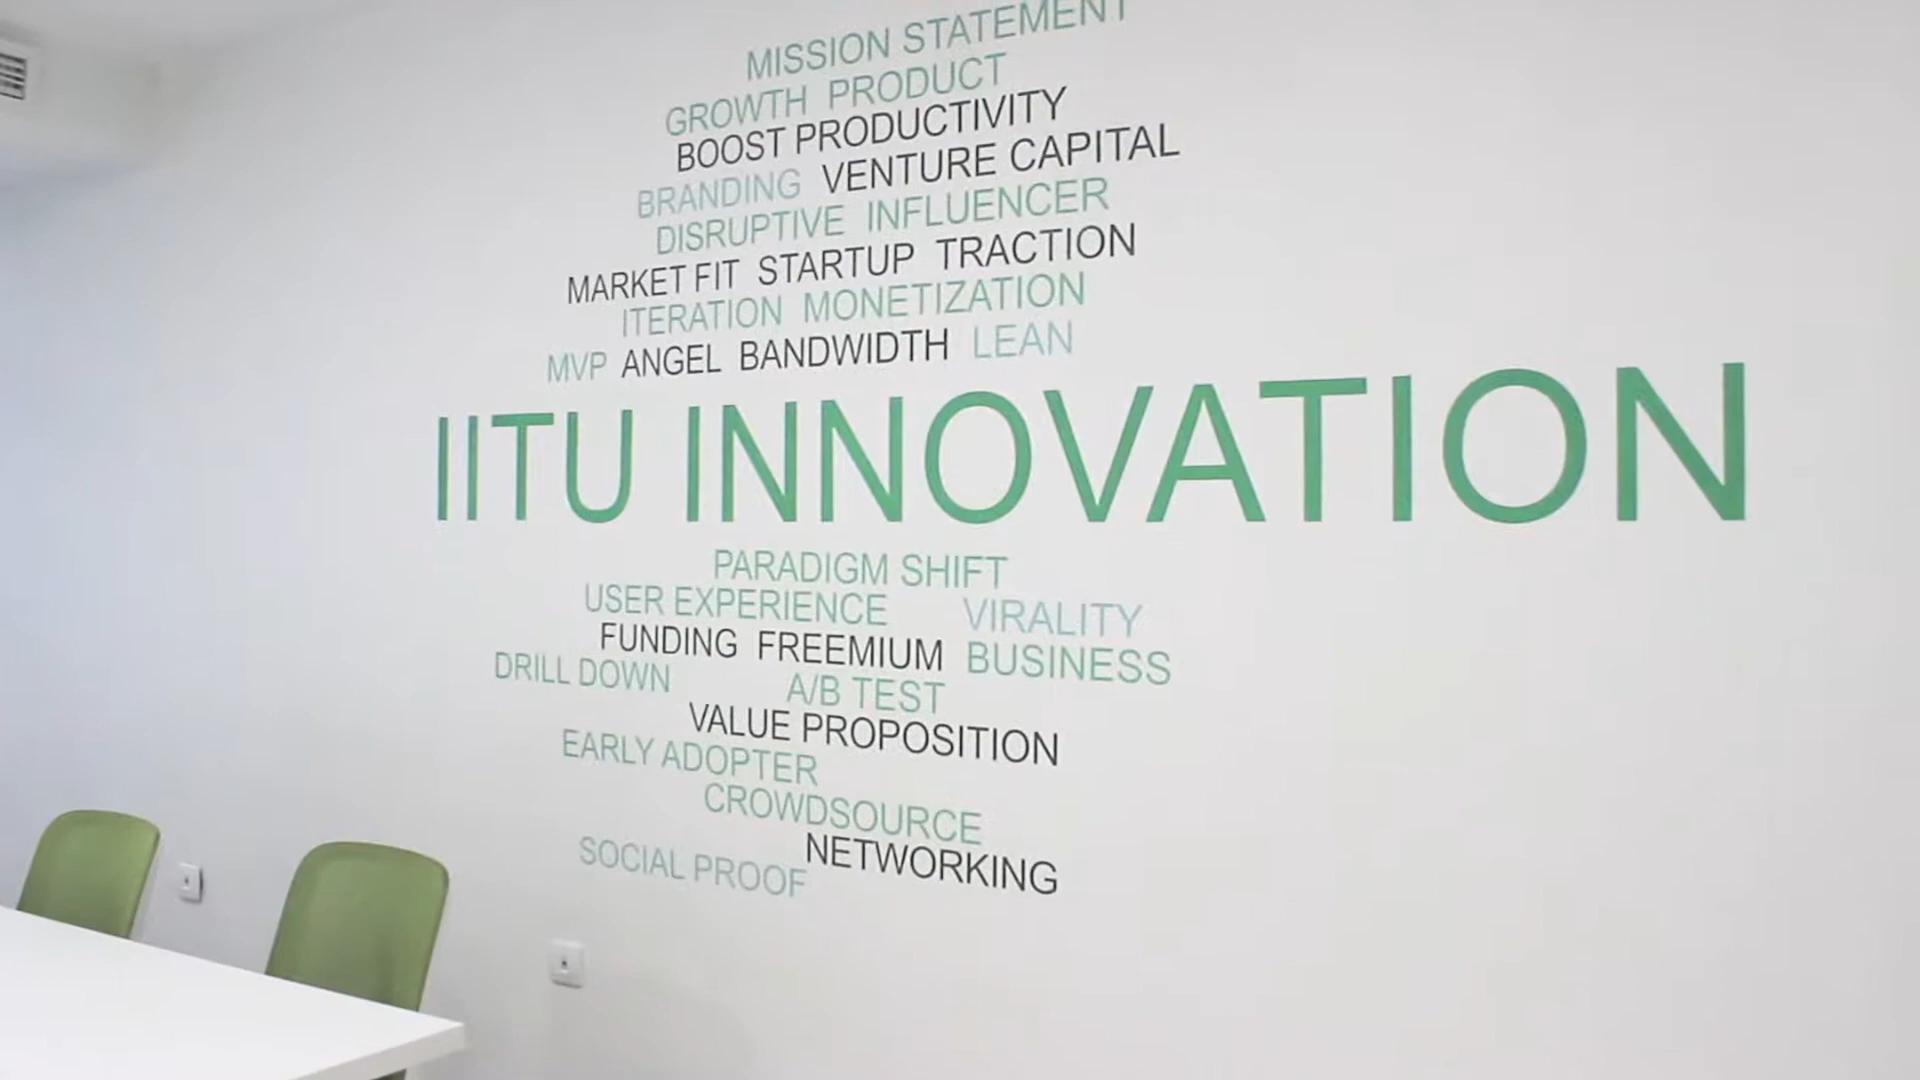 MISSION STATEMENT
GROWTH PRODUCT
BOOST PRODUCTIVITY
BRANDING VENTURE CAPITAL
DISRUPTIVE INFLUENCER
MARKET FIT STARTUP TRACTION
ITERATION MONETIZATION
MVP ANGEL BANDWIDTH LEAN
IITU INNOVATION
PARADIGM SHIFT
USER EXPERIENCE VIRALITY
FUNDING FREEMIUM BUSINESS
DRILL DOWN A/B TEST
VALUE PROPOSITION
EARLY ADOPTER
CROWDSOURCE
NETWORKING
SOCIAL PROOF